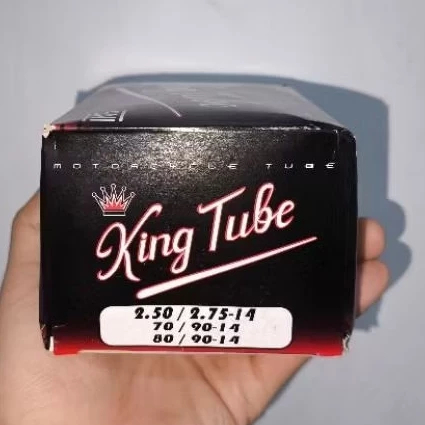 MOTORCYCLE TUBE
King Tube
2.50 / 2.75-14
70 / 90-14
80 / 90-14